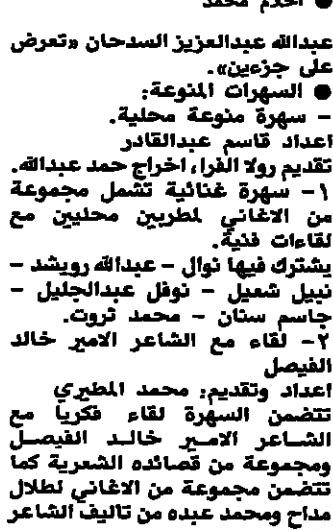 ● احلام محمد
عبدالله عبدالعزيز السدحان «تعرض
على جزءين».
● السهرات المنوعة:
– سهرة منوعة محلية.
اعداد قاسم عبدالقادر
تقديم رولا الفرا، اخراج حمد عبدالله.
١– سهرة غنائية تشمل مجموعة
من الاغاني لمطربين محليين مع
لقاءات فنية.
يشترك فيها نوال – عبدالله رويشد –
نبيل شعيل – نوفل عبدالجليل –
جاسم سنان – محمد ثروت.
٢– لقاء مع الشاعر الامير خالد
الفيصل
اعداد وتقديم: محمد المطيري
تتضمن السهرة لقاء فكريا مع
الشاعر الامير خالد الفيصل
ومجموعة من قصائده الشعرية كما
تتضمن مجموعة من الاغاني لطلال
مداح ومحمد عبده من تاليف الشاعر